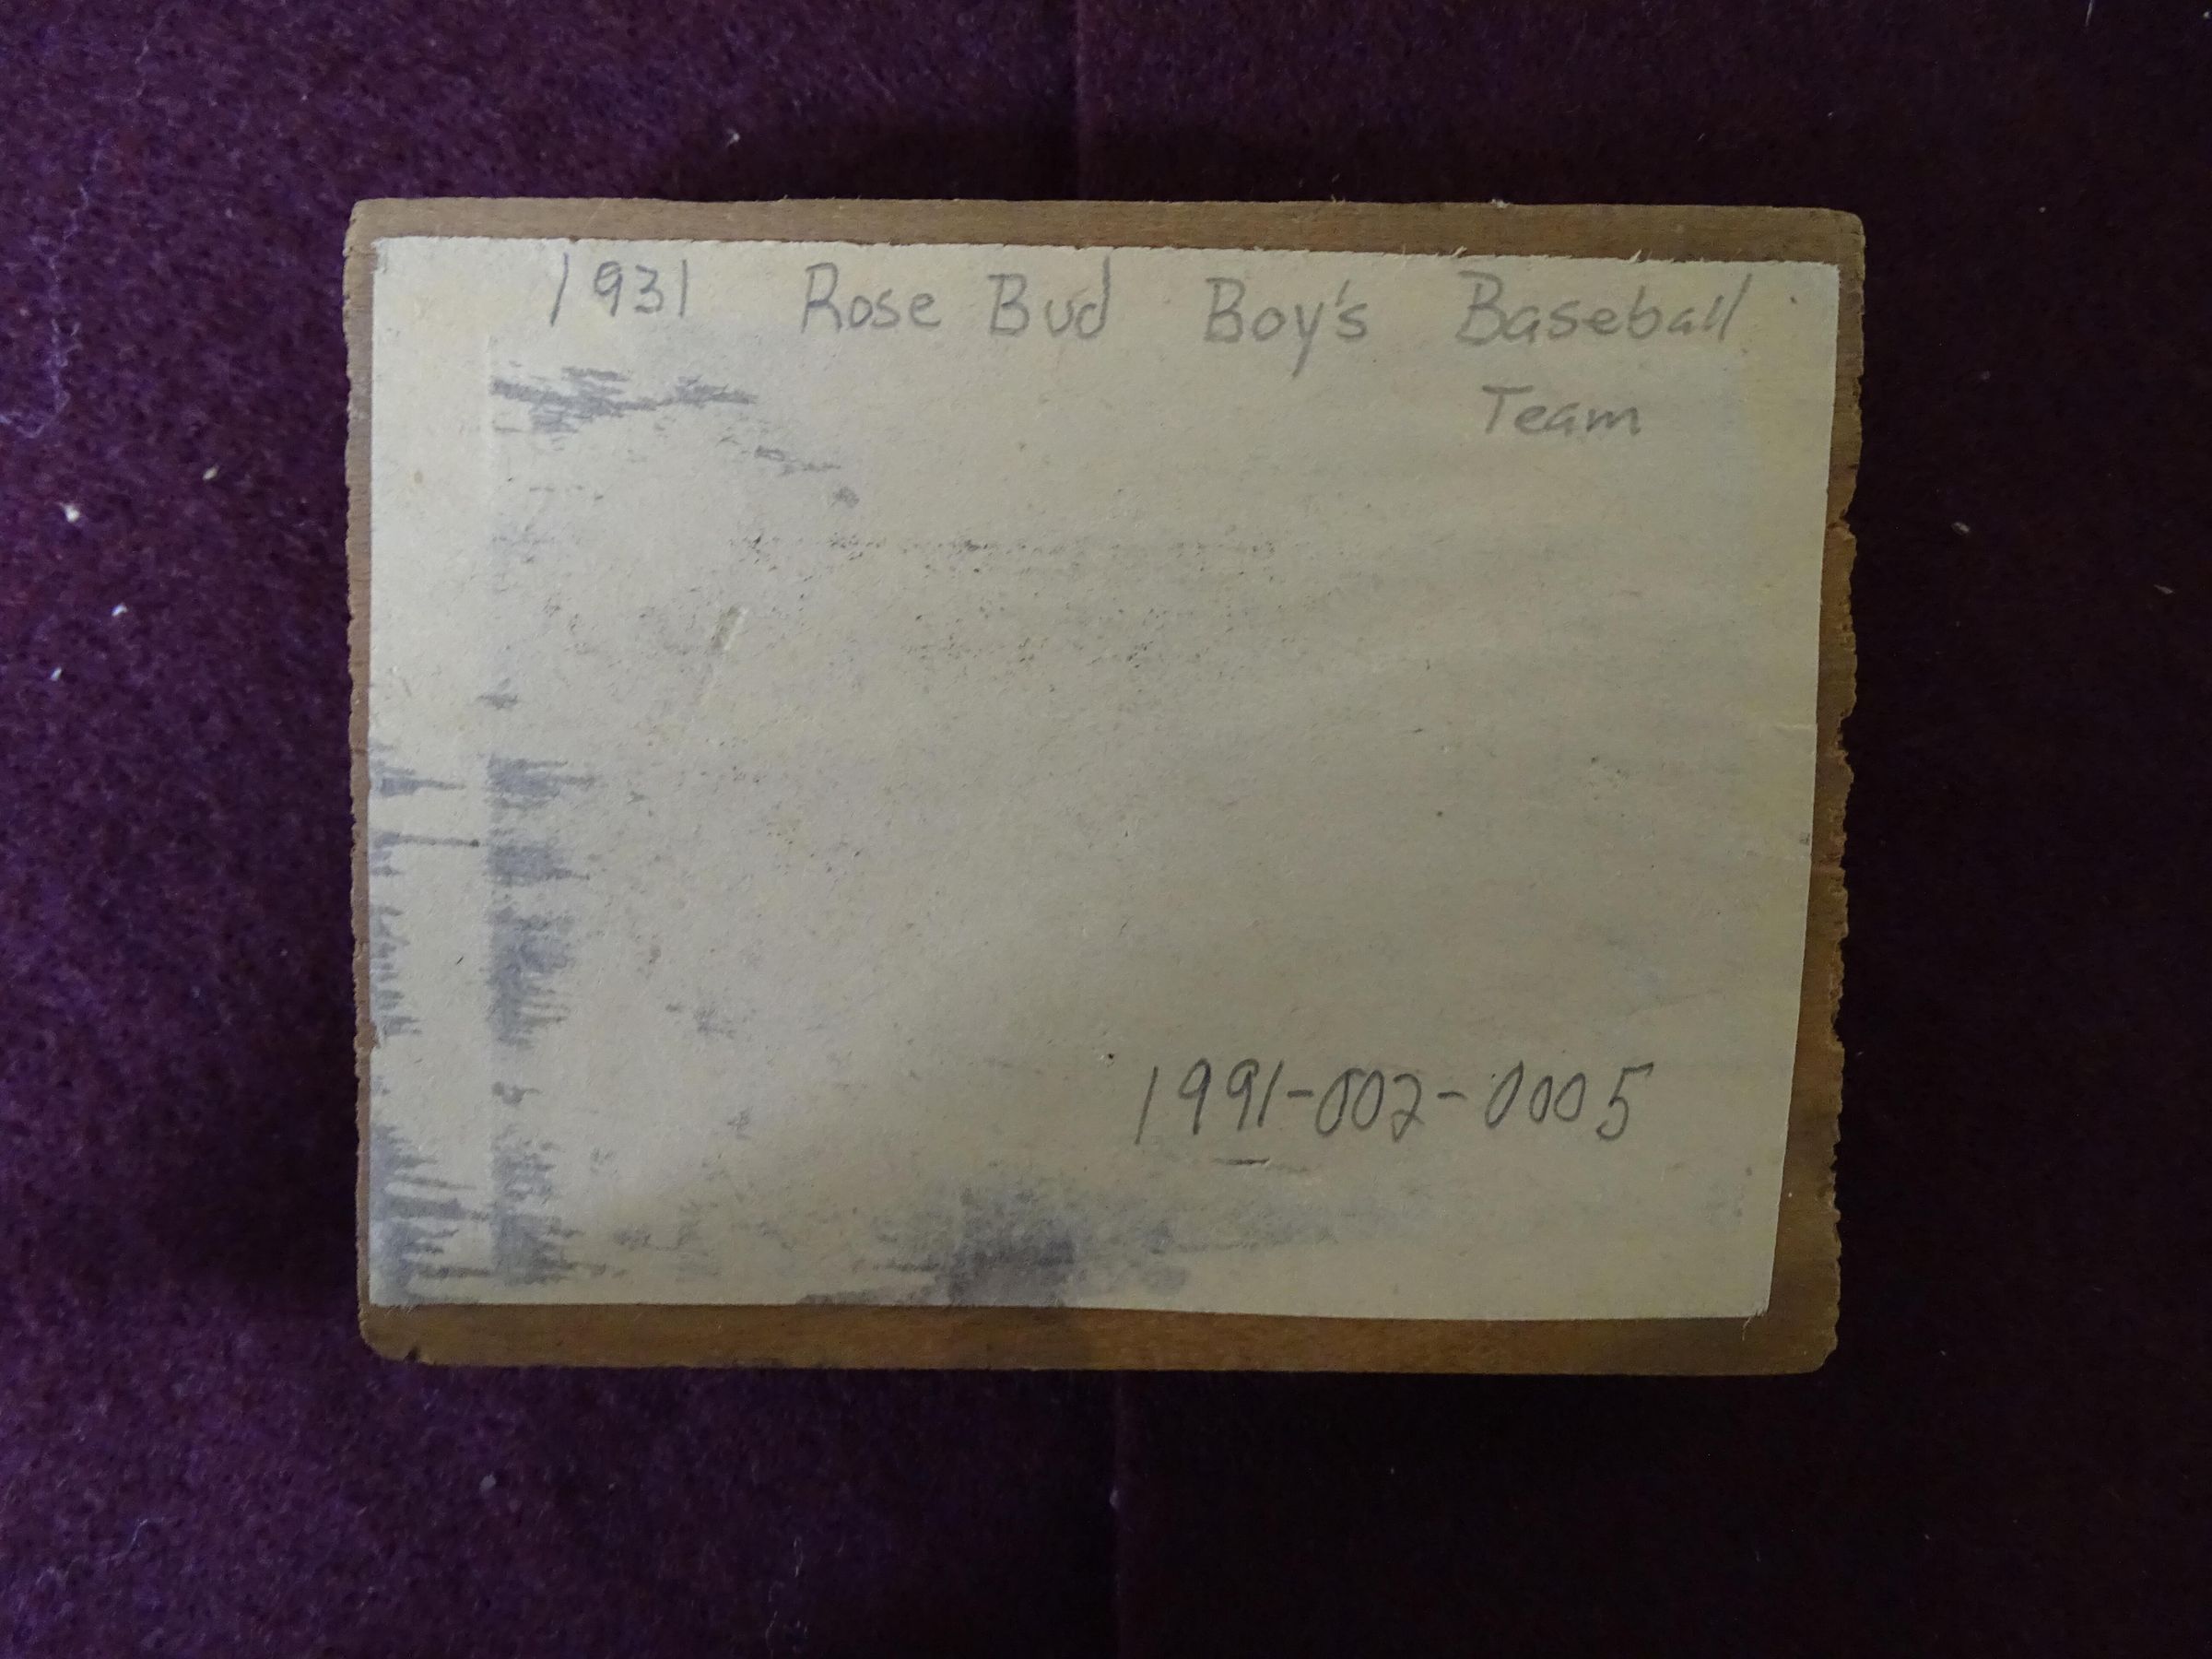 1931 Rose Bud Boy's Baseball
Team
1991-002-0005